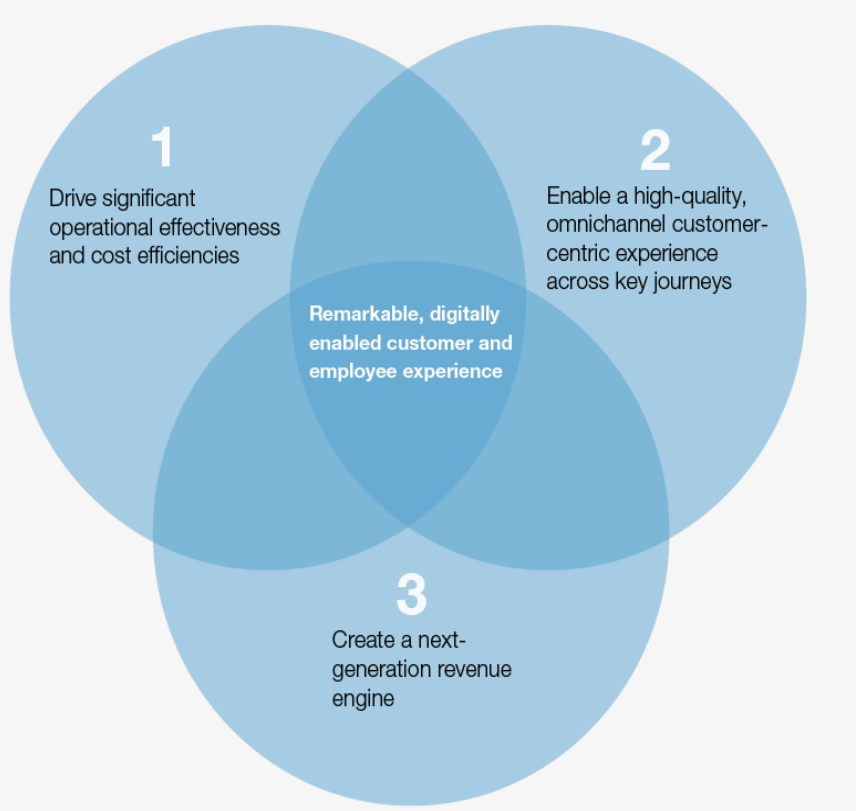 1
Drive significant
operational effectiveness
and cost efficiencies
2
Enable a high-quality,
omnichannel customer-
centric experience
across key journeys
Remarkable, digitally
enabled customer and
employee experience
3
Create a next-
generation revenue
engine